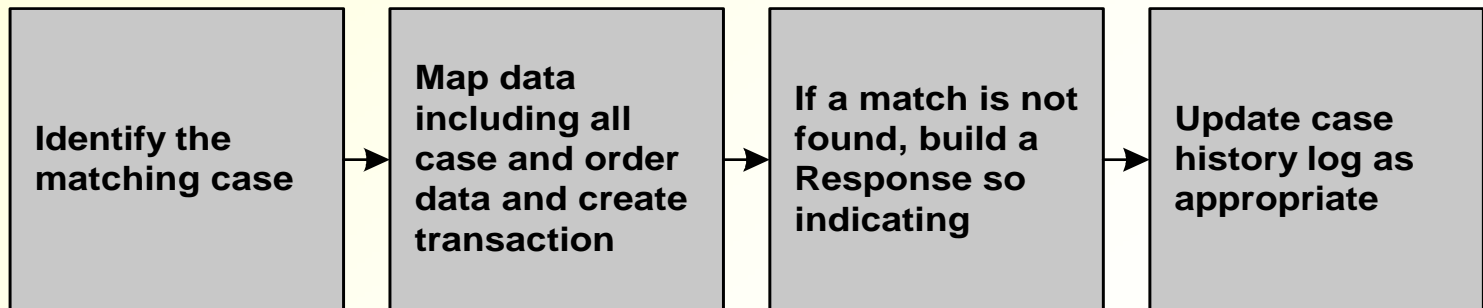 Identify the
matching case
Map data
including all
case and order
data and create
transaction
If a match is not
found, build a
Response so
indicating
Update case
history log as
appropriate